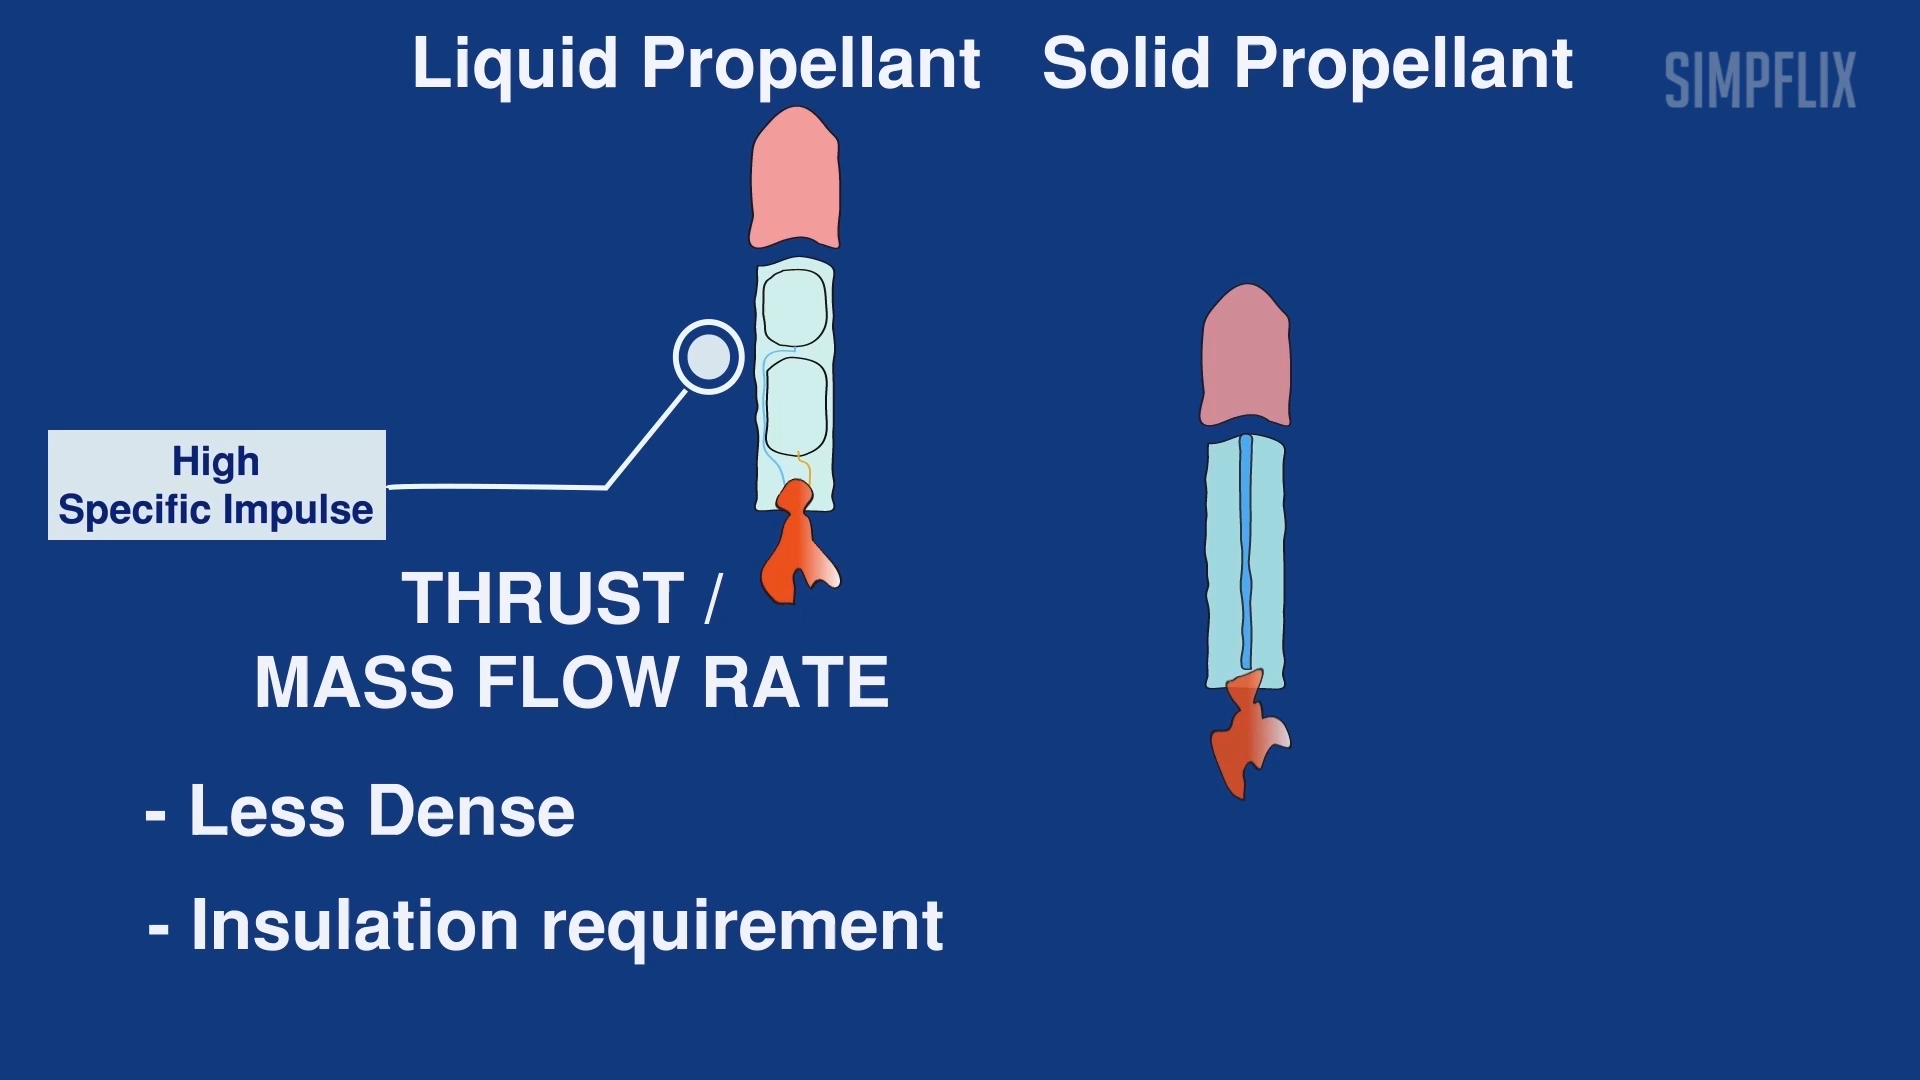 Liquid Propellant
Solid Propellant
SIMPFLIX
High
Specific Impulse
THRUST /
MASS FLOW RATE
- Less Dense
- Insulation requirement